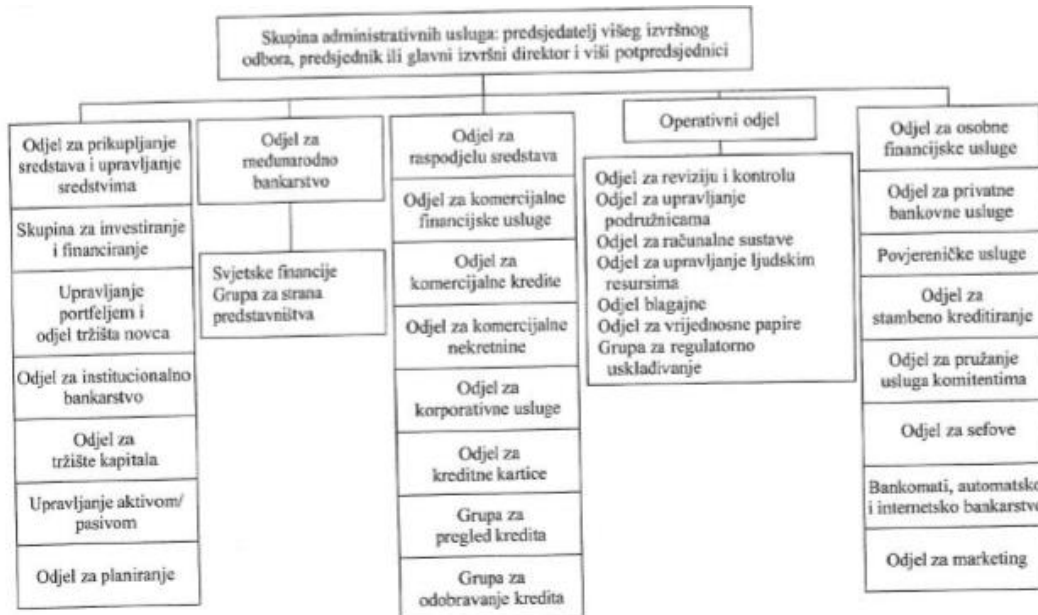 Skupina administrativnih usluga: predsjedatelj višeg izvršnog
odbora, predsjednik ili glavni izvršni direktor i viši potpredsjednici
Odjel za prikupljanje
sredstava i upravljanje
sredstvima
Skupina za investiranje
i financiranje
Upravljanje
portfeljem i
odjel tržišta novca
Odjel za institucionalno
bankarstvo
Odjel za
tržište kapitala
Upravljanje aktivom/
pasivom
Odjel za planiranje
Odjel za
međunarodno
bankarstvo
Svjetske financije
Grupa za strana
predstavništva
Odjel za
raspodjelu sredstava
Odjel za komercijalne
financijske usluge
Odjel za
komercijalne kredite
Odjel za komercijalne
nekretnine
Odjel za
korporativne usluge
Odjel za
kreditne kartice
Grupa za
pregled kredita
Grupa za
odobravanje kredita
Operativni odjel
Odjel za reviziju i kontrolu
Odjel za upravljanje
podružnicama
Odjel za računalne sustave
Odjel za upravljanje ljudskim
resursima
Odjel blagajne
Odjel za vrijednosne papire
Grupa za regulatorno
usklađivanje
Odjel za osobne
financijske usluge
Odjel za privatne
bankovne usluge
Povjereničke usluge
Odjel za
stambeno kreditiranje
Odjel za pružanje
usluga komitentima
Odjel za sefove
Bankomati, automatsko
i internetsko bankarstvo
Odjel za marketing